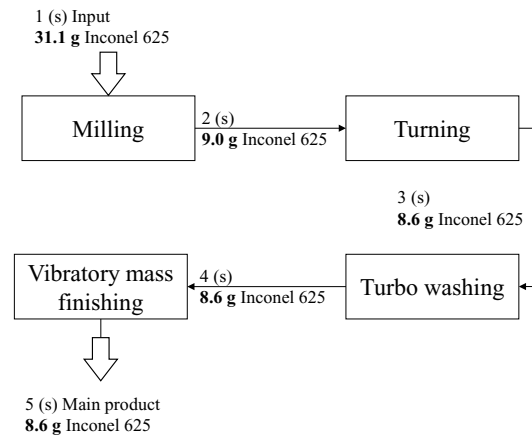 1 (s) Input
31.1 g Inconel 625
Milling
2 (s)
9.0 g Inconel 625
Turning
3 (s)
8.6 g Inconel 625
Turbo washing
4 (s)
8.6 g Inconel 625
Vibratory mass
finishing
5 (s) Main product
8.6 g Inconel 625